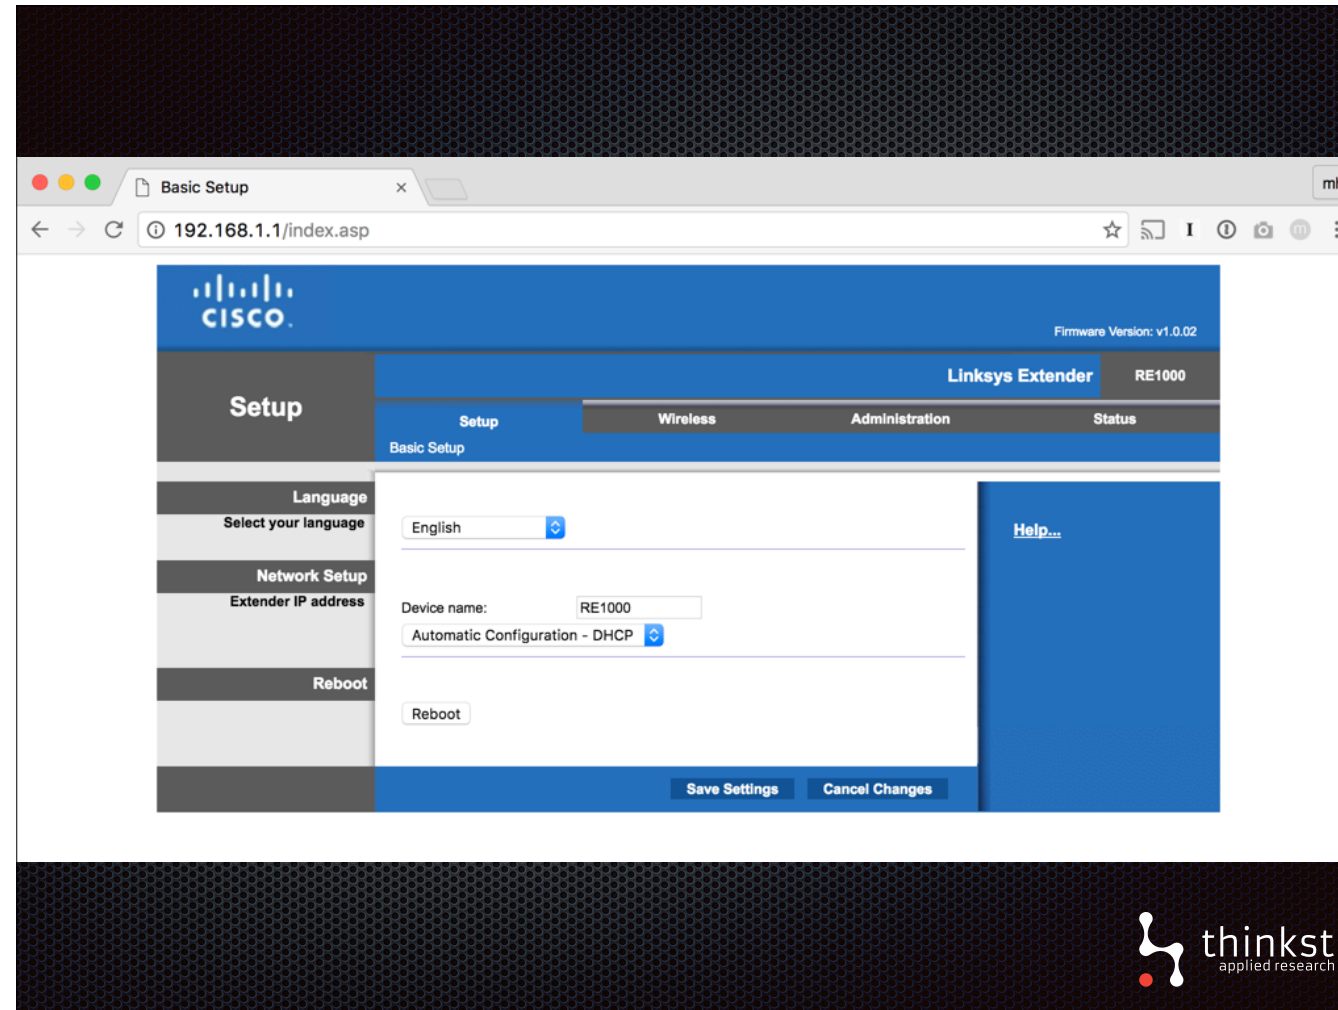 Basic Setup
192.168.1.1/index.asp
CISCO.
Firmware Version: v1.0.02
Linksys Extender RE1000
Setup
Setup Wireless Administration Status
Basic Setup
Language
Select your language English
Help...
Network Setup
Extender IP address
Device name: RE1000
Automatic Configuration - DHCP
Reboot
Reboot
Save Settings Cancel Changes
thinkst
applied research